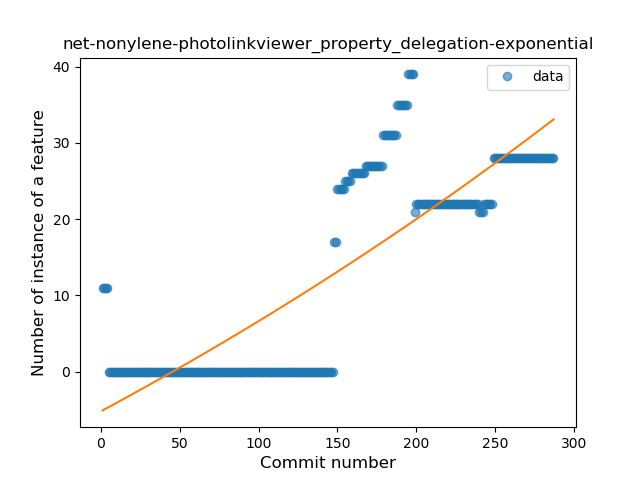 net-nonylene-photolinkviewer_property_delegation-exponential
data
Number of instance of a feature
40
30
20
10
0
0 50 100 150 200 250 300
Commit number